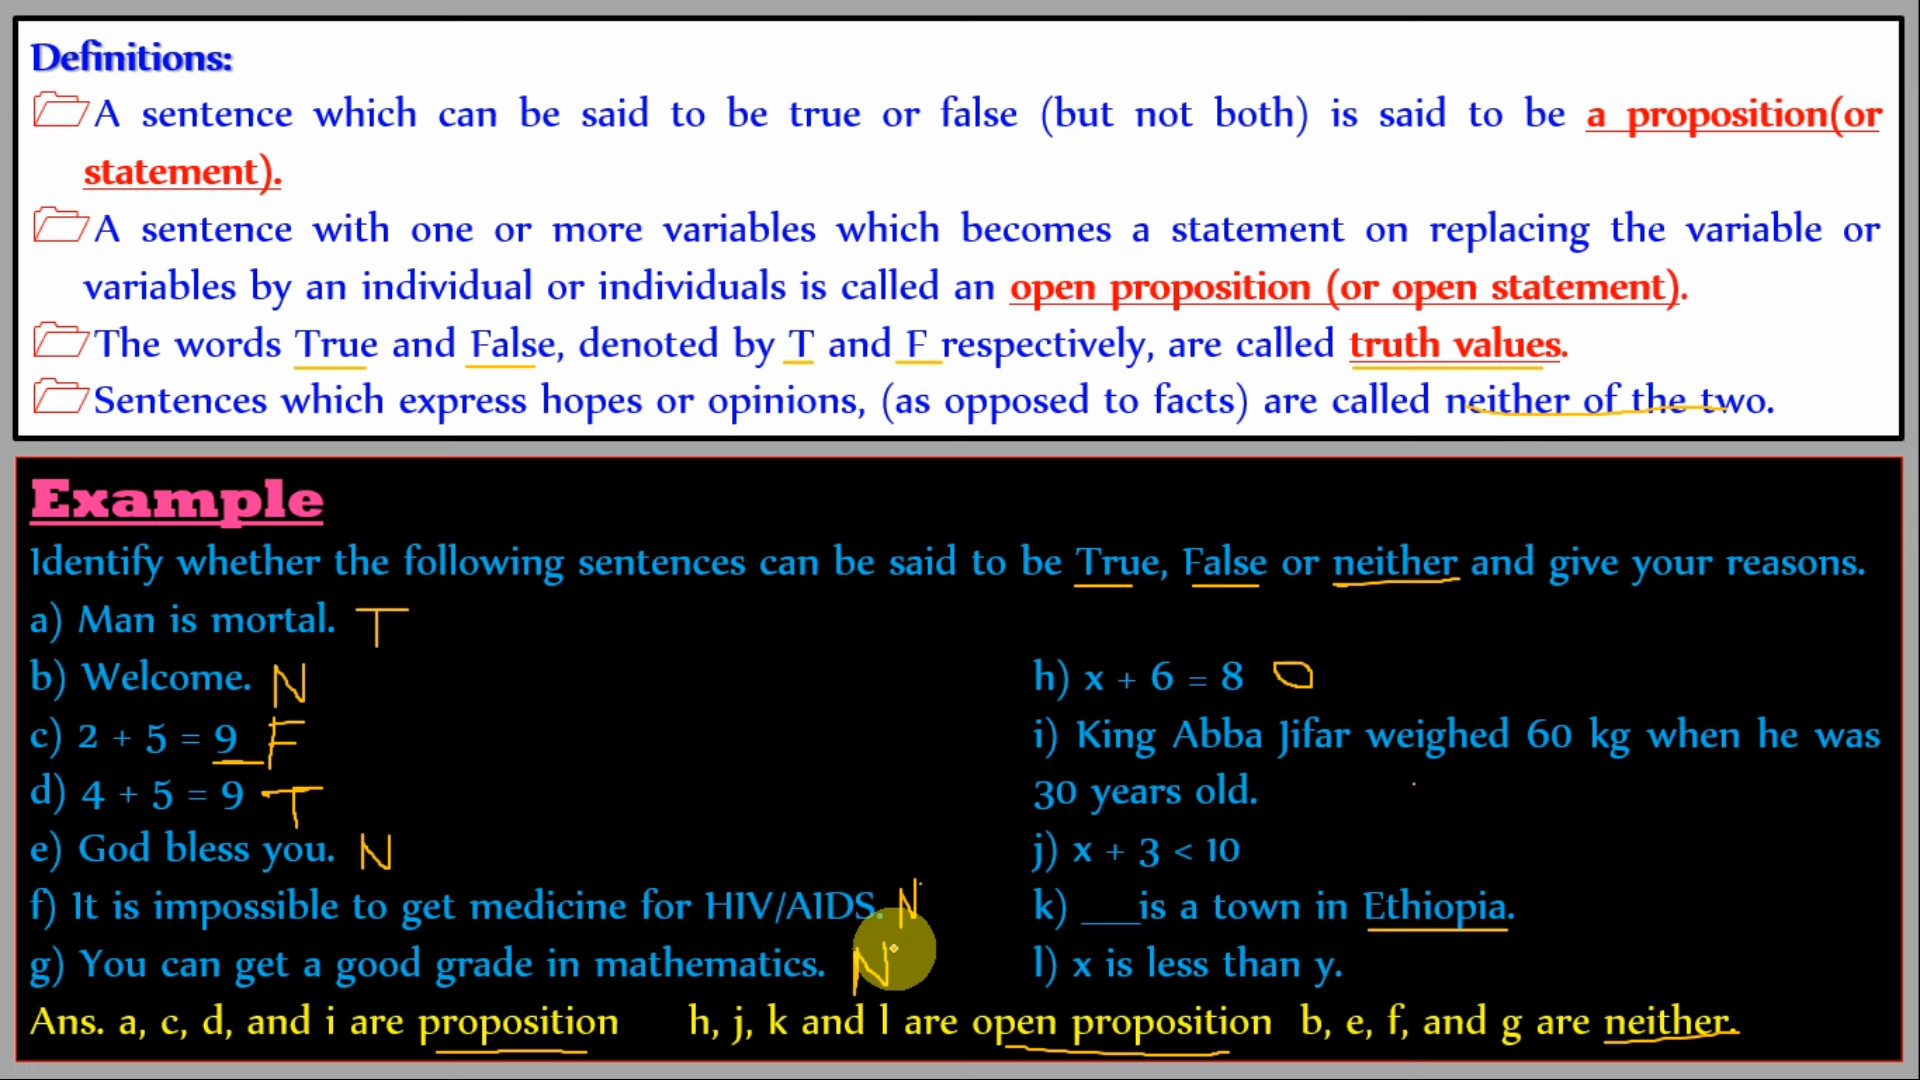 Definitions:
A sentence which can be said to be true or false (but not both) is said to be a proposition(or
statement).
A sentence with one or more variables which becomes a statement on replacing the variable or
variables by an individual or individuals is called an open proposition (or open statement).
The words True and False, denoted by T and F respectively, are called truth values.
Sentences which express hopes or opinions, (as opposed to facts) are called neither of the two.
Example
Identify whether the following sentences can be said to be True, False or neither and give your reasons.
a) Man is mortal. T
b) Welcome. N
c) 2 + 5 = 9 F
d) 4 + 5 = 9 T
e) God bless you. N
f) It is impossible to get medicine for HIV/AIDS. N
g) You can get a good grade in mathematics. N
h) x + 6 = 8 O
i) King Abba Jifar weighed 60 kg when he was
30 years old.
j) x + 3 < 10
k) ___is a town in Ethiopia.
l) x is less than y.
Ans. a, c, d, and i are proposition h, j, k and l are open proposition b, e, f, and g are neither.